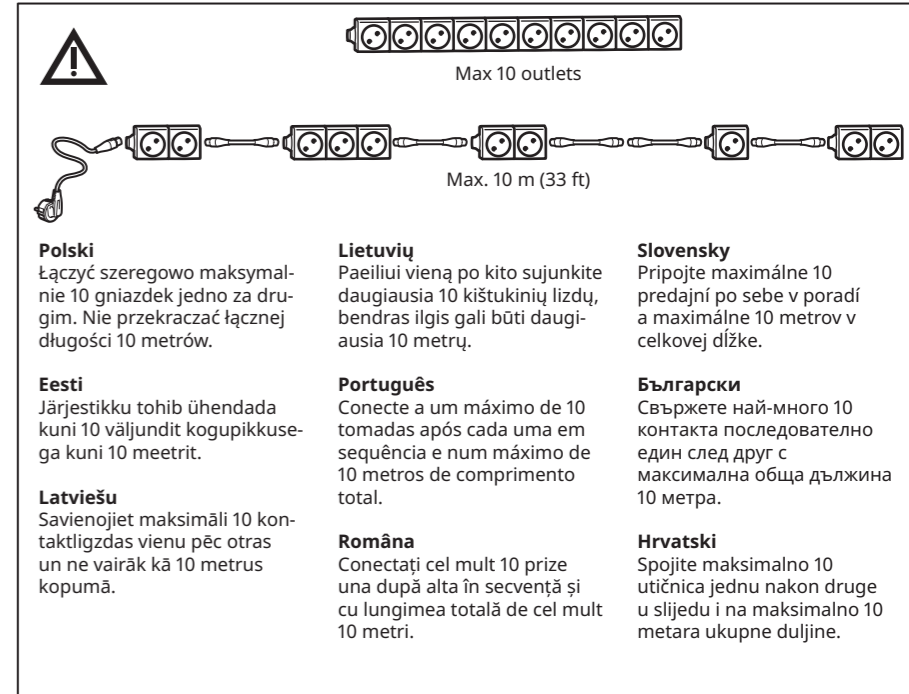 Max 10 outlets
Max. 10 m (33 ft)
Polski
Łączyć szeregowo maksymal-
nie 10 gniazdek jedno za dru-
gim. Nie przekraczać łącznej
długości 10 metrów.
Eesti
Järjestikku tohib ühendada
kuni 10 väljundit kogupikkuse-
ga kuni 10 meetrit.
Latviešu
Savienojiet maksimāli 10 kon-
taktligzdas vienu pēc otras
un ne vairāk kā 10 metrus
kopumā.
Lietuvių
Paeiliui vieną po kito sujunkite
daugiausia 10 kištukinių lizdų,
bendras ilgis gali būti daugi-
ausia 10 metrų.
Português
Conecte a um máximo de 10
tomadas após cada uma em
sequência e num máximo de
10 metros de comprimento
total.
Româna
Conectați cel mult 10 prize
una după alta în secvență și
cu lungimea totală de cel mult
10 metri.
Slovensky
Pripojte maximálne 10
predajní po sebe v poradí
a maximálne 10 metrov v
celkovej dĺžke.
Български
Свържете най-много 10
контакта последователно
един след друг с
максимална обща дължина
10 метра.
Hrvatski
Spojite maksimalno 10
utičnica jednu nakon druge
u slijedu i na maksimalno 10
metara ukupne duljine.